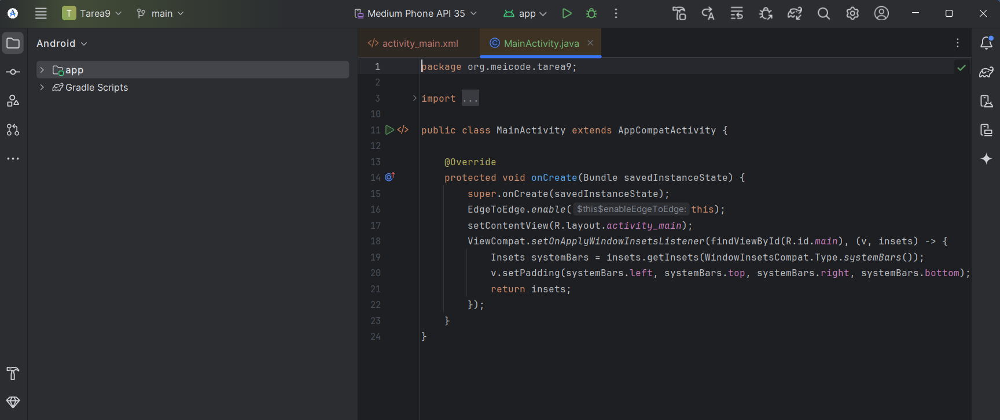 T Tarea9 main Medium Phone API 35 app
Android
app
Gradle Scripts
activity_main.xml MainActivity.java
1 package org.meicode.tarea9;
2
3 import ...
10
11 public class MainActivity extends AppCompatActivity {
12
13 @Override
14 protected void onCreate(Bundle savedInstanceState) {
15 super.onCreate(savedInstanceState);
16 EdgeToEdge.enable( $this$enableEdgeToEdge: this);
17 setContentView(R.layout.activity_main);
18 ViewCompat.setOnApplyWindowInsetsListener(findViewById(R.id.main), (v, insets) -> {
19 Insets systemBars = insets.getInsets(WindowInsetsCompat.Type.systemBars());
20 v.setPadding(systemBars.left, systemBars.top, systemBars.right, systemBars.bottom);
21 return insets;
22 });
23 }
24 }